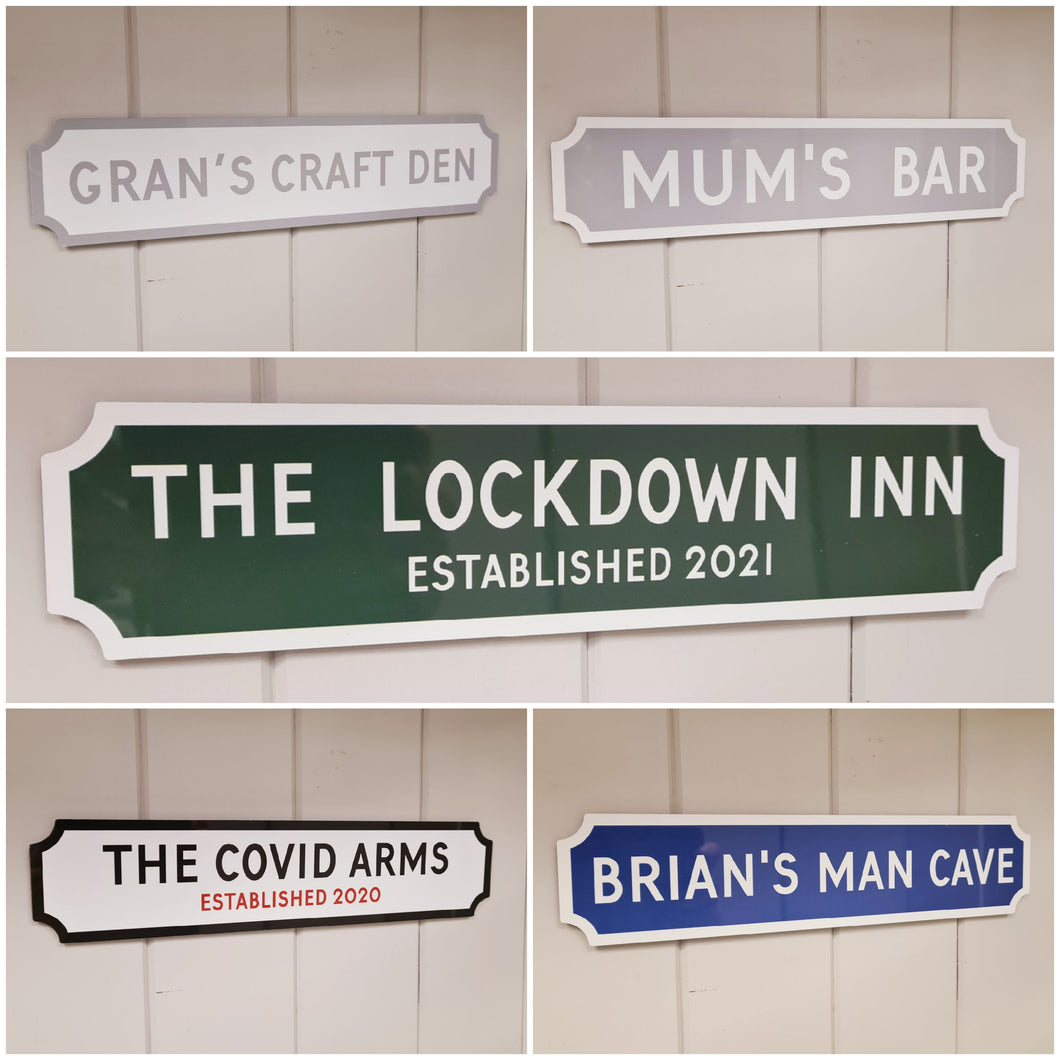 GRAN'S CRAFT DEN
MUM'S BAR
THE LOCKDOWN INN
ESTABLISHED 2021
THE COVID ARMS
ESTABLISHED 2020
BRIAN'S MAN CAVE